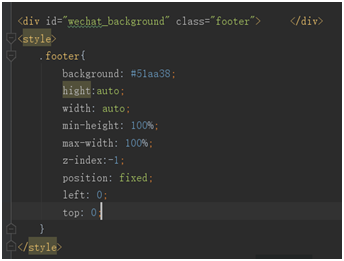 <div id="wechat_background" class="footer">    </div>
<style>
.footer{
background: #51aa38;
hight:auto;
width: auto;
min-height: 100%;
max-width: 100%;
z-index:-1;
position: fixed;
left: 0;
top: 0;
}
</style>